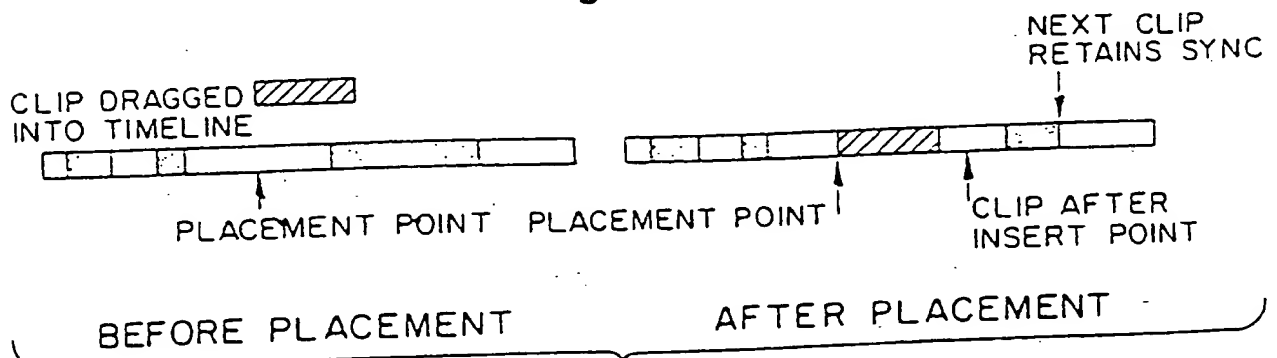 NEXT CLIP
RETAINS SYNC
CLIP DRAGGED
INTO TIMELINE
PLACEMENT POINT
PLACEMENT POINT
CLIP AFTER
INSERT POINT
BEFORE PLACEMENT
AFTER PLACEMENT